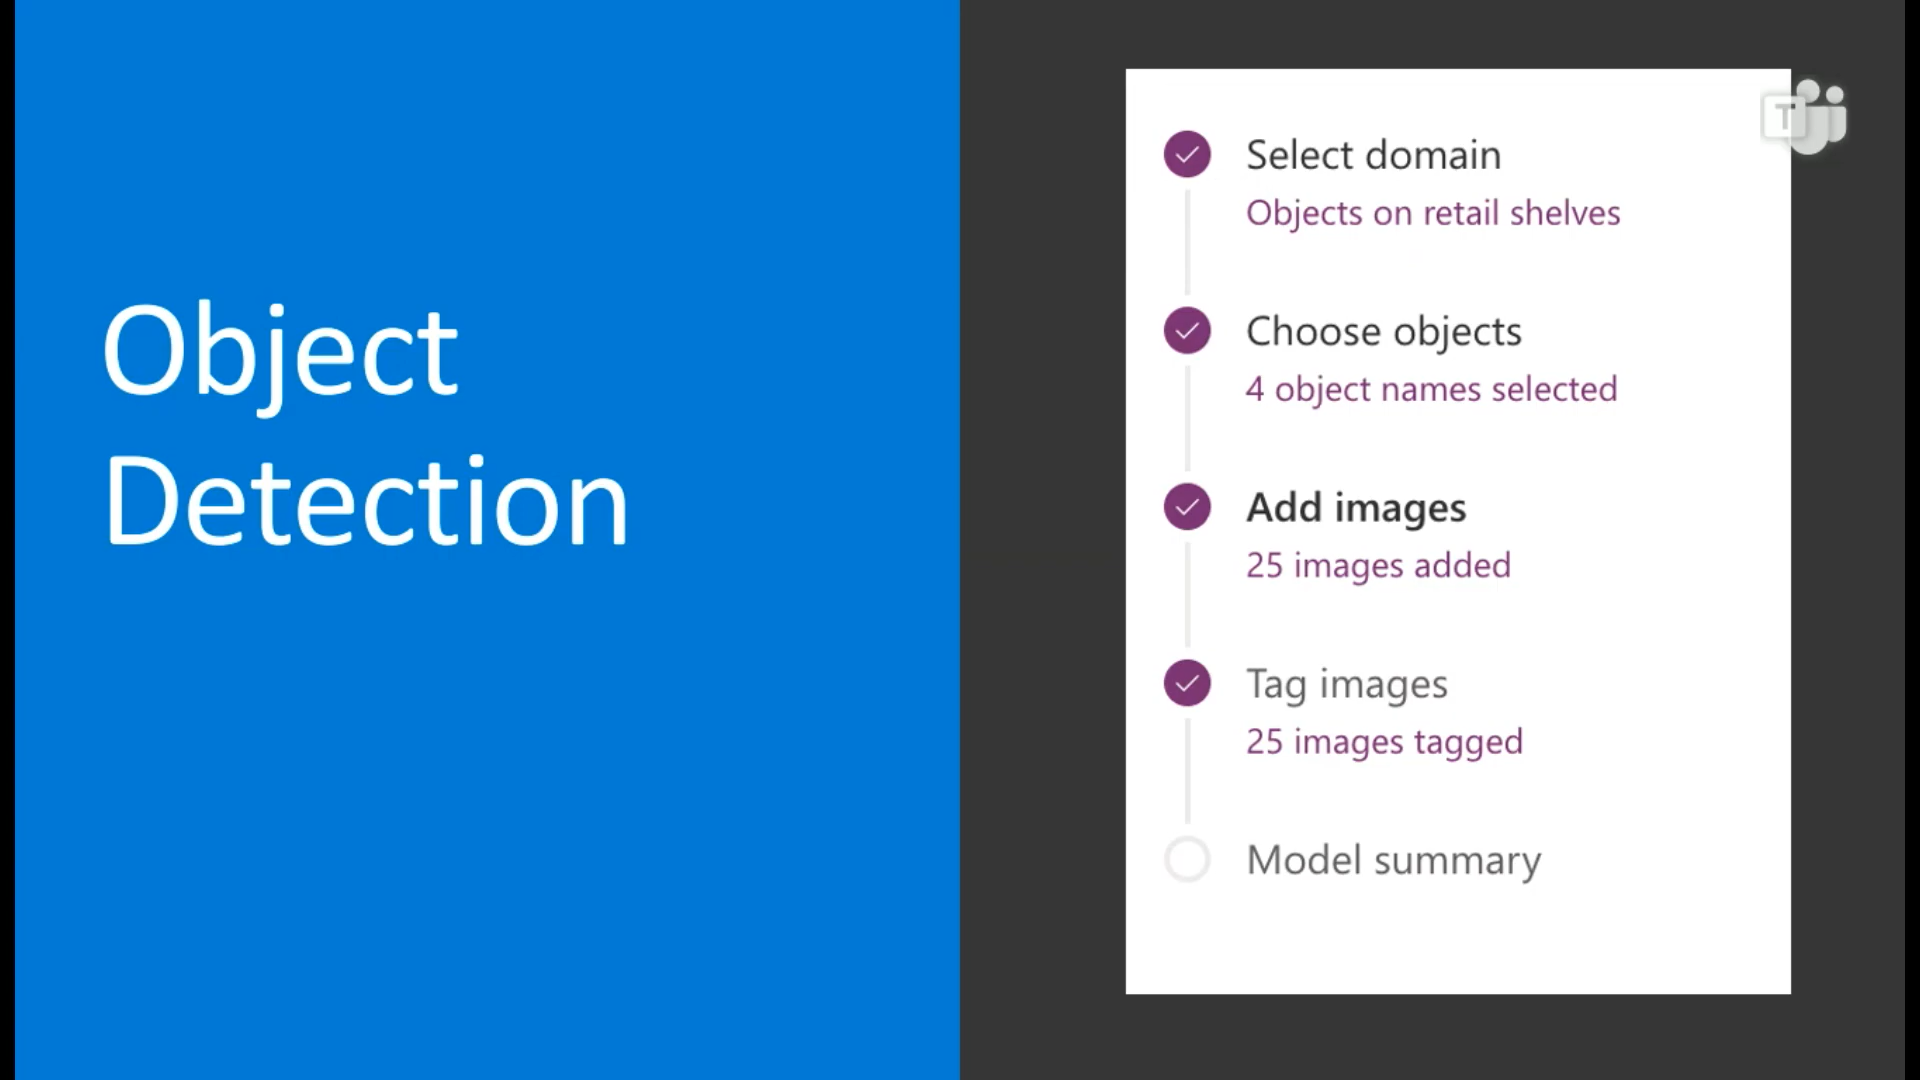 Object
Detection
Select domain
Objects on retail shelves
Choose objects
4 object names selected
Add images
25 images added
Tag images
25 images tagged
Model summary
T